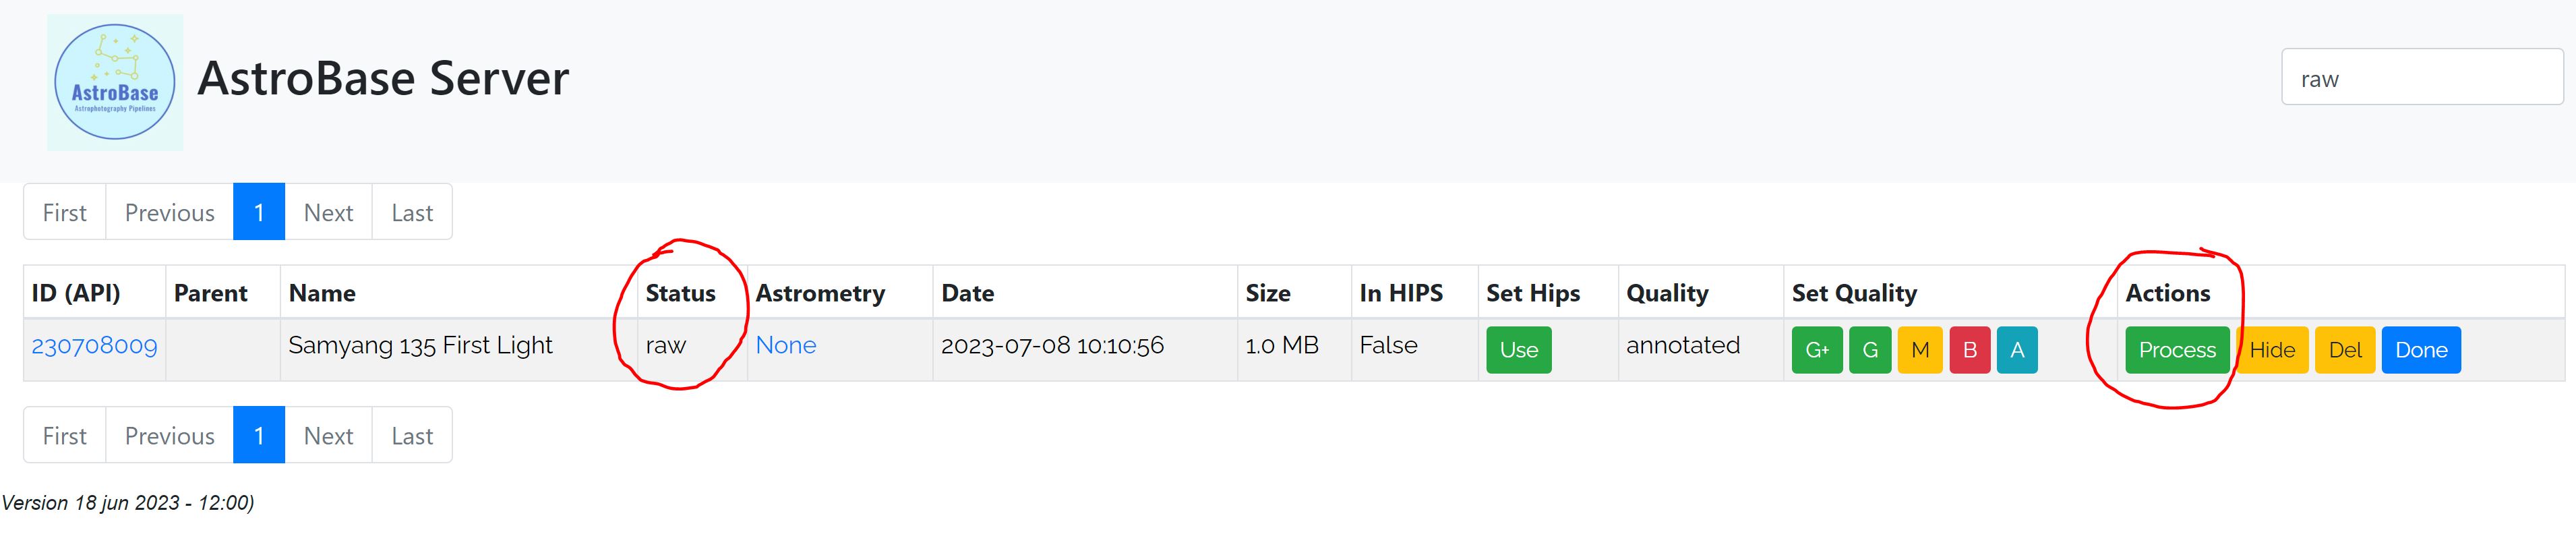 AstroBase
Astrophotography Pipelines
AstroBase Server
raw
First Previous 1 Next Last
ID (API) Parent Name Status Astrometry Date Size In HIPS Set Hips Quality Set Quality Actions
230708009 Samyang 135 First Light raw None 2023-07-08 10:10:56 1.0 MB False Use annotated G+ G M B A Process Hide Del Done
First Previous 1 Next Last
Version 18 jun 2023 - 12:00)